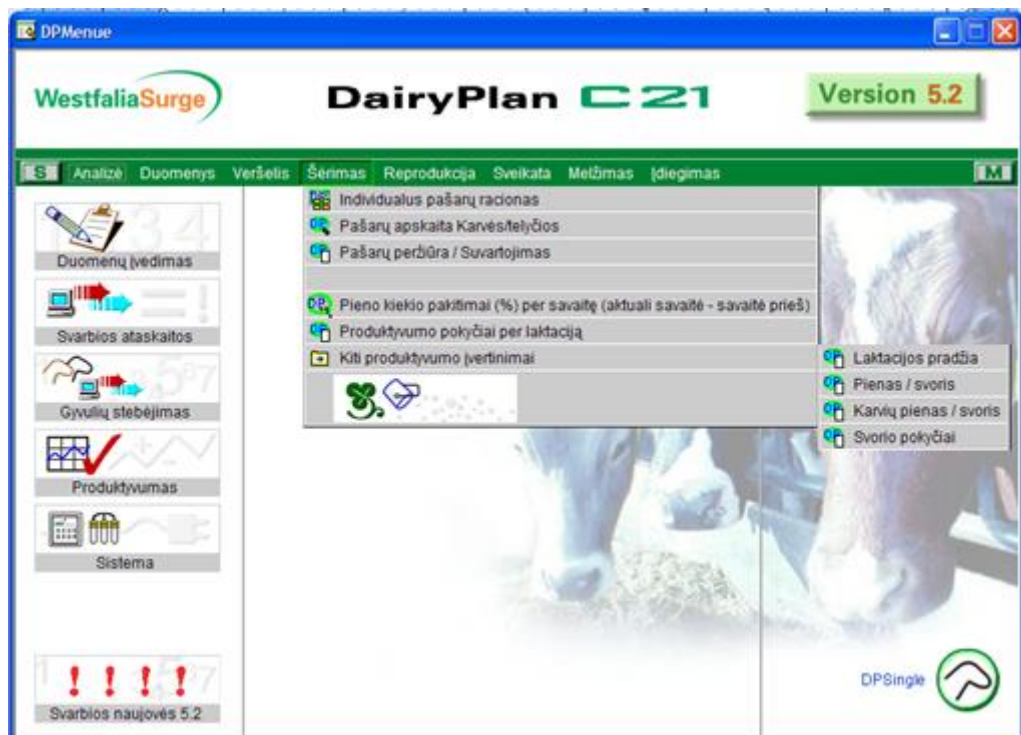 DPMenue
WestfaliaSurge
DairyPlan C21
Version 5.2
S Analizė Duomenys Veršelis Šėrimas Reprodukcija Sveikata Melžimas Įdiegimas M
Individualus pašarų racionas
Pašarų apskaita Karvės/telyčios
Pašarų peržiūra / Suvartojimas
Pieno kiekio pakitimai (%) per savaitę (aktuali savaitė - savaitė prieš)
Produktyvumo pokyčiai per laktaciją
Kiti produktyvumo įvertinimai
Laktacijos pradžia
Pienas / svoris
Karvių pienas / svoris
Svorio pokyčiai
Duomenų įvedimas
Svarbios ataskaitos
Gyvulių stebėjimas
Produktyvumas
Sistema
Svarbios naujovės 5.2
DPSingle